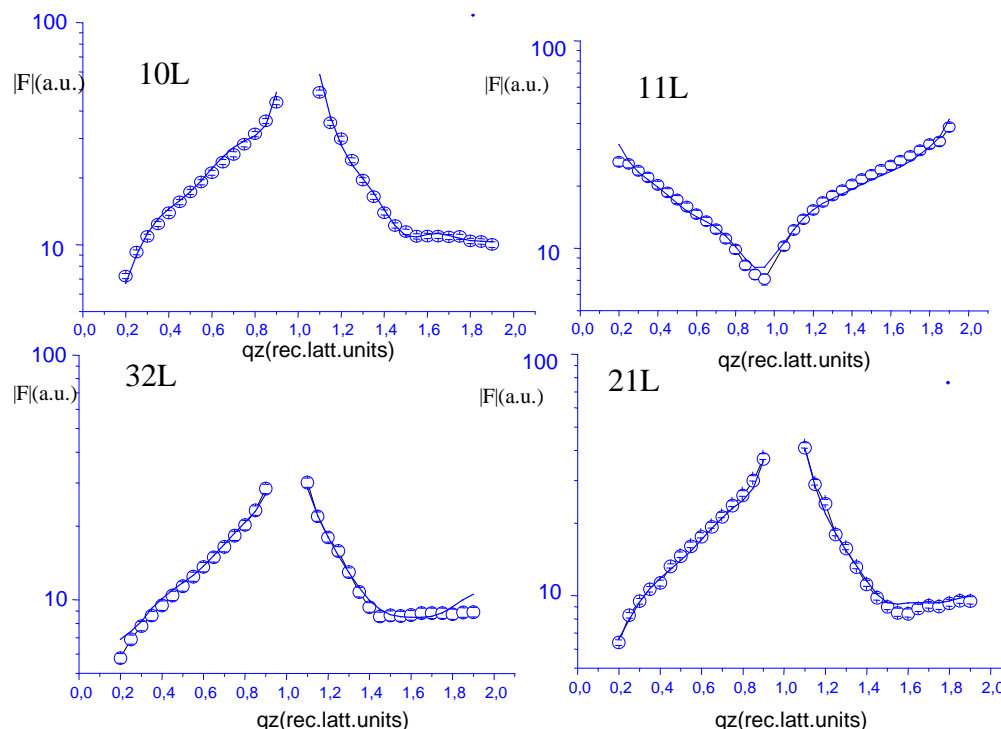 100
|F|(a.u.)
10L
10
0,0 0,2 0,4 0,6 0,8 1,0 1,2 1,4 1,6 1,8 2,0
qz(rec.latt.units)
100
|F|(a.u.)
11L
10
0,0 0,2 0,4 0,6 0,8 1,0 1,2 1,4 1,6 1,8 2,0
qz(rec.latt.units)
100
|F|(a.u.)
32L
10
0,0 0,2 0,4 0,6 0,8 1,0 1,2 1,4 1,6 1,8 2,0
qz(rec.latt.units)
100
|F|(a.u.)
21L
10
0,0 0,2 0,4 0,6 0,8 1,0 1,2 1,4 1,6 1,8 2,0
qz(rec.latt.units)